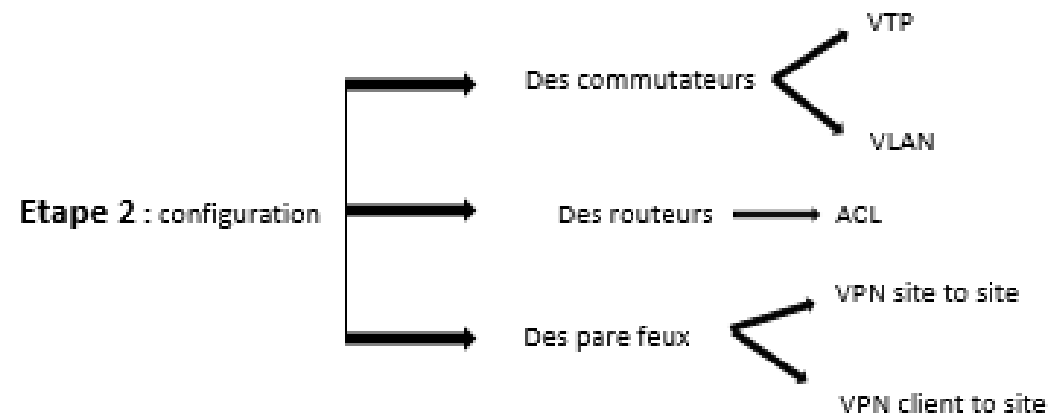 VTP
Des commutateurs
VLAN
Etape 2 : configuration
Des routeurs
ACL
VPN site to site
Des pare feux
VPN client to site